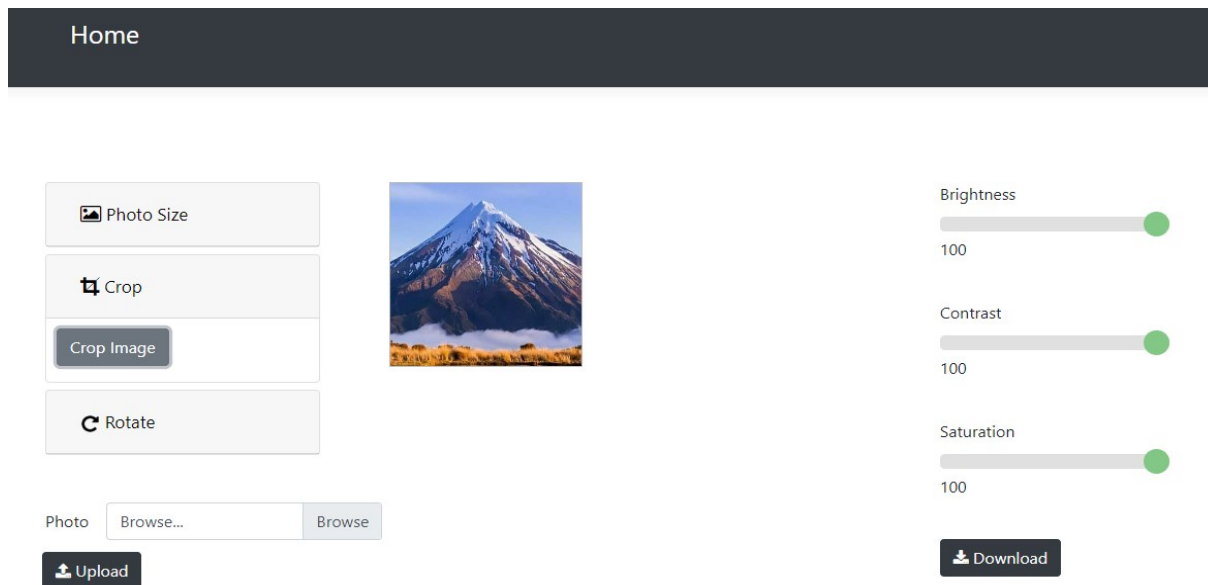 Home
Photo Size
Crop
Crop Image
Rotate
Photo Browse... Browse
Upload
Brightness
100
Contrast
100
Saturation
100
Download